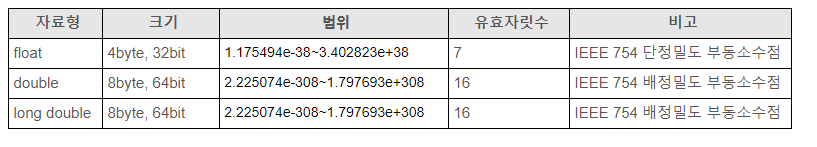 자료형 크기 범위 유효자릿수 비고
float 4byte, 32bit 1.175494e-38~3.402823e+38 7 IEEE 754 단정밀도 부동소수점
double 8byte, 64bit 2.225074e-308~1.797693e+308 16 IEEE 754 배정밀도 부동소수점
long double 8byte, 64bit 2.225074e-308~1.797693e+308 16 IEEE 754 배정밀도 부동소수점